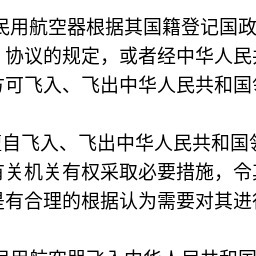 民用航空器根据其国籍登记国政
协议的规定，或者经中华人民
方可飞入、飞出中华人民共和国
自飞入、飞出中华人民共和国领
有关机关有权采取必要措施，令
是有合理的根据认为需要对其进行